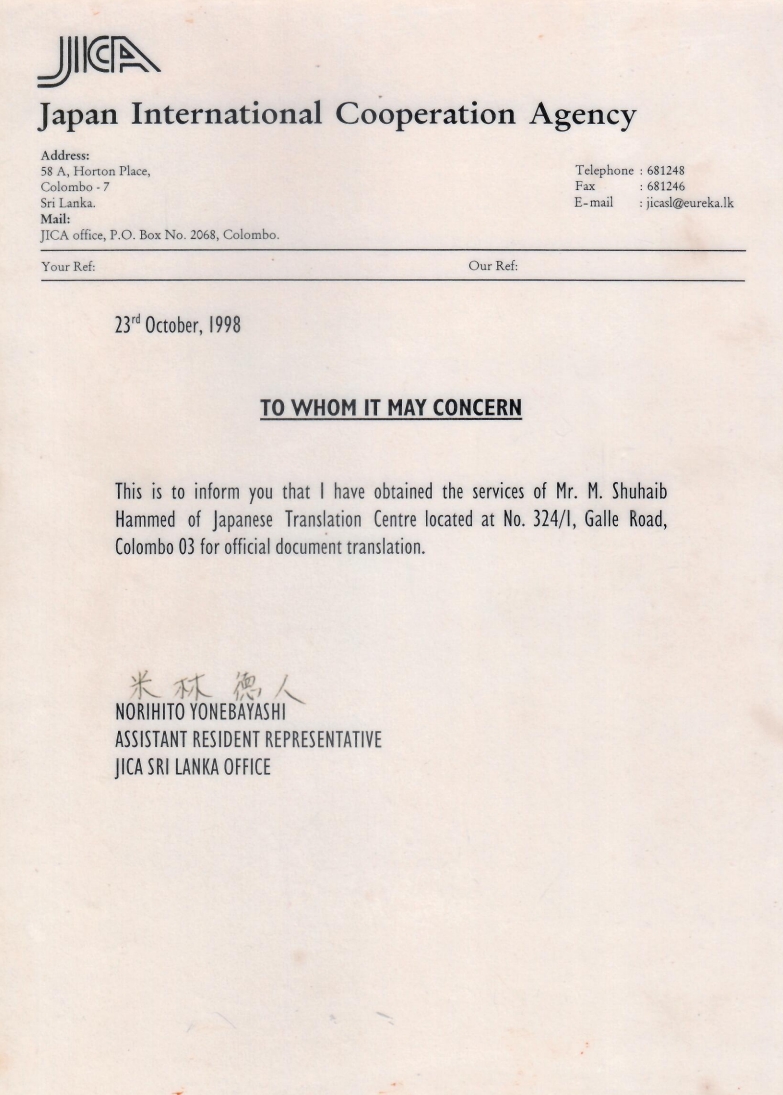 JICA
Japan International Cooperation Agency
Address:
58 A, Horton Place,
Colombo - 7
Sri Lanka.
Mail:
JICA office, P.O. Box No. 2068, Colombo.
Telephone : 681248
Fax : 681246
E-mail : jicasl@eureka.lk
Your Ref: Our Ref:
23rd October, 1998
TO WHOM IT MAY CONCERN
This is to inform you that I have obtained the services of Mr. M. Shuhaib
Hammed of Japanese Translation Centre located at No. 324/1, Galle Road,
Colombo 03 for official document translation.
米林徳人
NORIHITO YONEBAYASHI
ASSISTANT RESIDENT REPRESENTATIVE
JICA SRI LANKA OFFICE